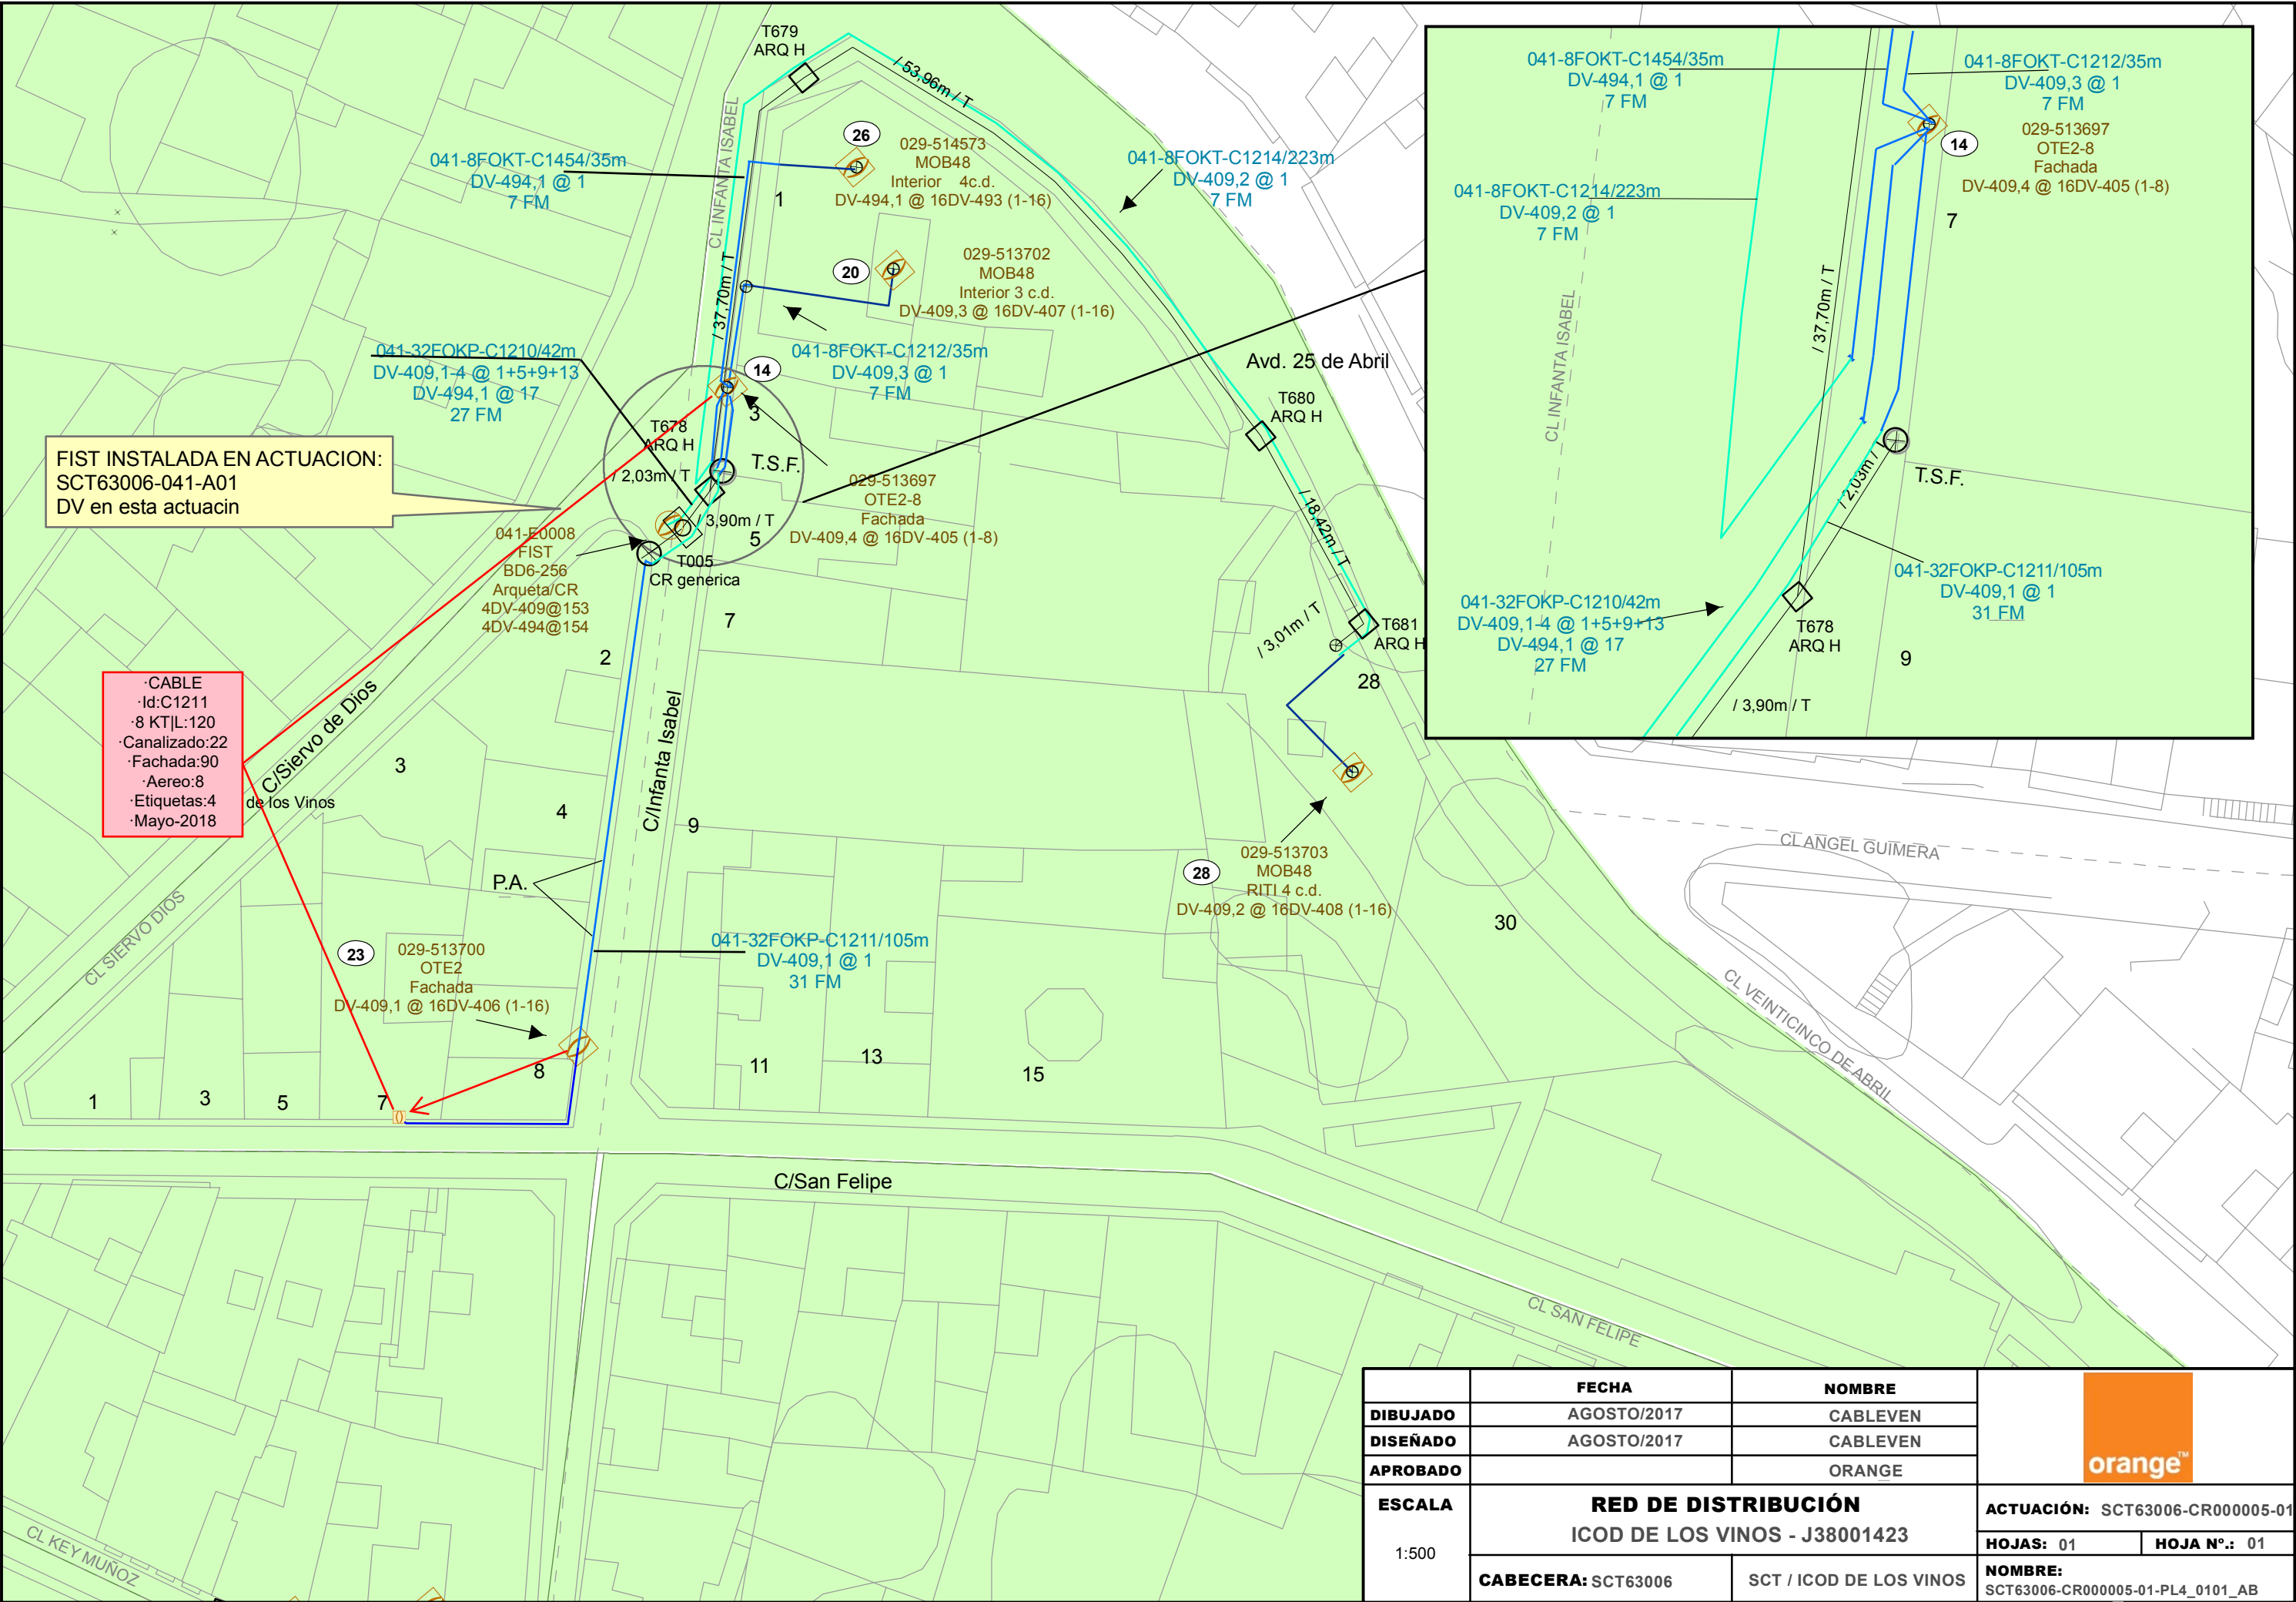 T679
ARQ H
/ 53,96m / T
CL INFANTA ISABEL
041-8FOKT-C1454/35m
DV-494,1 @ 1
7 FM
26
029-514573
MOB48
Interior 4c.d.
DV-494,1 @ 16DV-493 (1-16)
1
041-8FOKT-C1214/223m
DV-409,2 @ 1
7 FM
/ 37,70m / T
20
029-513702
MOB48
Interior 3 c.d.
DV-409,3 @ 16DV-407 (1-16)
041-32FOKP-C1210/42m
DV-409,1-4 @ 1+5+9+13
DV-494,1 @ 17
27 FM
14
041-8FOKT-C1212/35m
DV-409,3 @ 1
7 FM
Avd. 25 de Abril
T680
ARQ H
3
T678
ARQ H
T.S.F.
/ 2,03m / T
FIST INSTALADA EN ACTUACION:
SCT63006-041-A01
DV en esta actuacin
029-513697
OTE2-8
Fachada
DV-409,4 @ 16DV-405 (1-8)
3,90m / T
5
041-E0008
FIST
BD6-256
Arqueta/CR
4DV-409@153
4DV-494@154
T005
CR generica
/ 18,42m / T
/ 3,01m / T
T681
ARQ H
7
2
28
·CABLE
·Id:C1211
·8 KT|L:120
·Canalizado:22
·Fachada:90
·Aereo:8
·Etiquetas:4
·Mayo-2018
C/Siervo de Dios
de los Vinos
3
4
C/Infanta Isabel
9
P.A.
28
029-513703
MOB48
RITI 4 c.d.
DV-409,2 @ 16DV-408 (1-16)
30
CL ANGEL GUIMERA
CL SIERVO DIOS
23
029-513700
OTE2
Fachada
DV-409,1 @ 16DV-406 (1-16)
041-32FOKP-C1211/105m
DV-409,1 @ 1
31 FM
CL VEINTICINCO DE ABRIL
1
3
5
7
8
11
13
15
C/San Felipe
CL SAN FELIPE
CL KEY MUÑOZ
041-8FOKT-C1454/35m
DV-494,1 @ 1
7 FM
041-8FOKT-C1212/35m
DV-409,3 @ 1
7 FM
14
029-513697
OTE2-8
Fachada
DV-409,4 @ 16DV-405 (1-8)
041-8FOKT-C1214/223m
DV-409,2 @ 1
7 FM
7
/ 37,70m / T
CL INFANTA ISABEL
/ 2,03m / T
T.S.F.
041-32FOKP-C1211/105m
DV-409,1 @ 1
31 FM
041-32FOKP-C1210/42m
DV-409,1-4 @ 1+5+9+13
DV-494,1 @ 17
27 FM
T678
ARQ H
9
/ 3,90m / T
FECHA NOMBRE
DIBUJADO AGOSTO/2017 CABLEVEN
DISEÑADO AGOSTO/2017 CABLEVEN
APROBADO ORANGE
orange™
ESCALA
1:500
RED DE DISTRIBUCIÓN
ICOD DE LOS VINOS - J38001423
CABECERA: SCT63006
SCT / ICOD DE LOS VINOS
ACTUACIÓN: SCT63006-CR000005-01
HOJAS: 01 HOJA Nº.: 01
NOMBRE:
SCT63006-CR000005-01-PL4_0101_AB